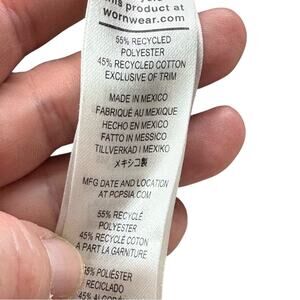 this product at
wornwear.com
55% RECYCLED
POLYESTER
45% RECYCLED COTTON
EXCLUSIVE OF TRIM
MADE IN MEXICO
FABRIQUÉ AU MEXIQUE
HECHO EN MEXICO
FATTO IN MESSICO
TILLVERKAD I MEXIKO
メキシコ製
MFG DATE AND LOCATION
AT PCPSIA.COM
55% RECYCLÉ
POLYESTER
45% RECYCLÉ COTON
A PART LA GARNITURE
55% POLIÉSTER
RECICLADO